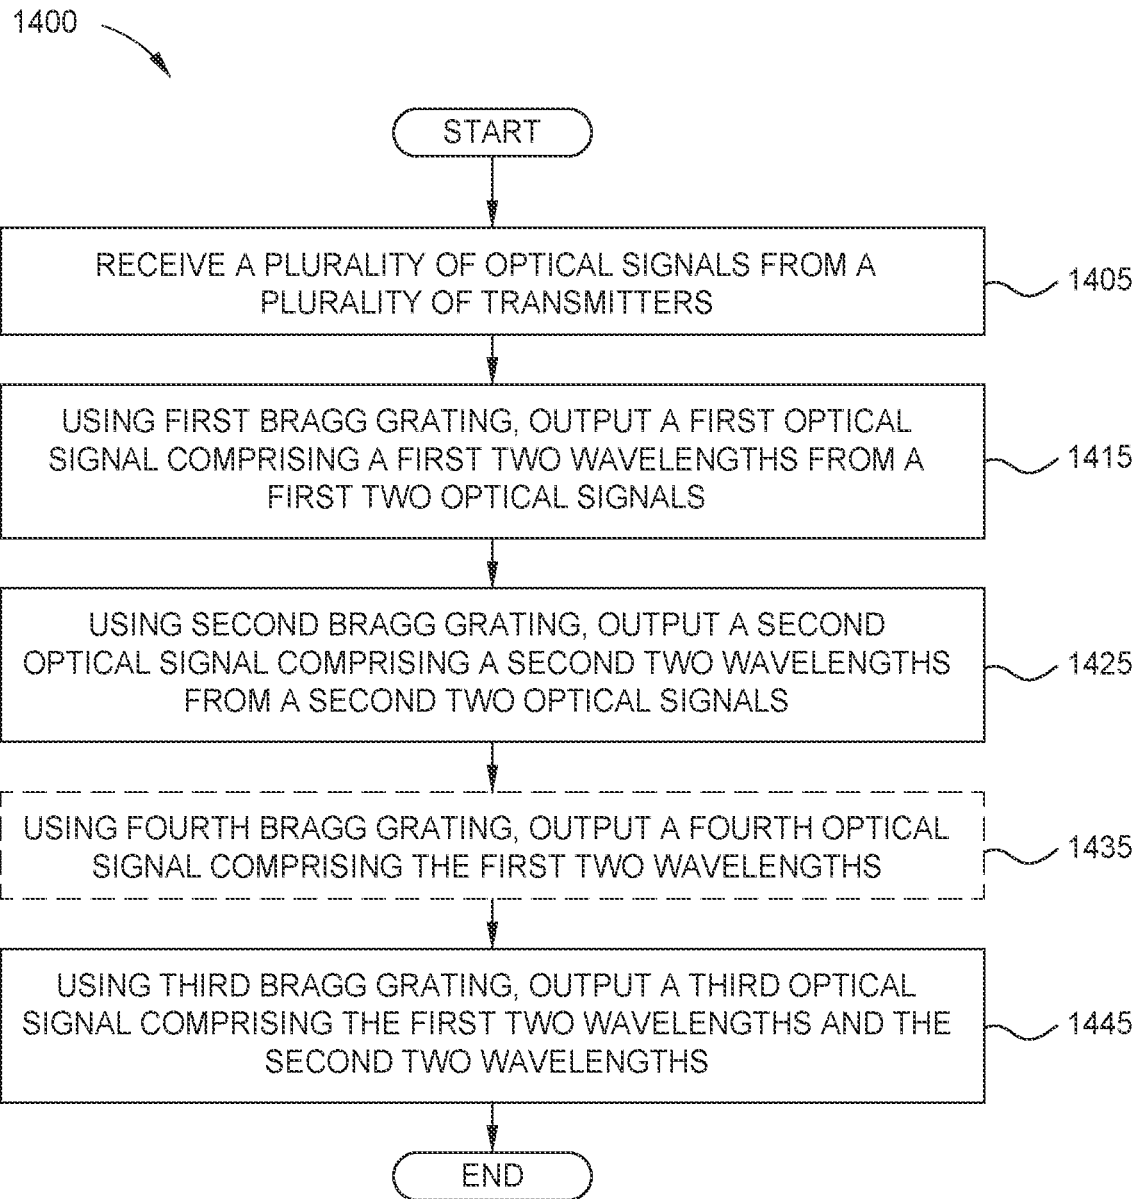 1400
START
RECEIVE A PLURALITY OF OPTICAL SIGNALS FROM A
PLURALITY OF TRANSMITTERS
1405
USING FIRST BRAGG GRATING, OUTPUT A FIRST OPTICAL
SIGNAL COMPRISING A FIRST TWO WAVELENGTHS FROM A
FIRST TWO OPTICAL SIGNALS
1415
USING SECOND BRAGG GRATING, OUTPUT A SECOND
OPTICAL SIGNAL COMPRISING A SECOND TWO WAVELENGTHS
FROM A SECOND TWO OPTICAL SIGNALS
1425
USING FOURTH BRAGG GRATING, OUTPUT A FOURTH OPTICAL
SIGNAL COMPRISING THE FIRST TWO WAVELENGTHS
1435
USING THIRD BRAGG GRATING, OUTPUT A THIRD OPTICAL
SIGNAL COMPRISING THE FIRST TWO WAVELENGTHS AND THE
SECOND TWO WAVELENGTHS
1445
END